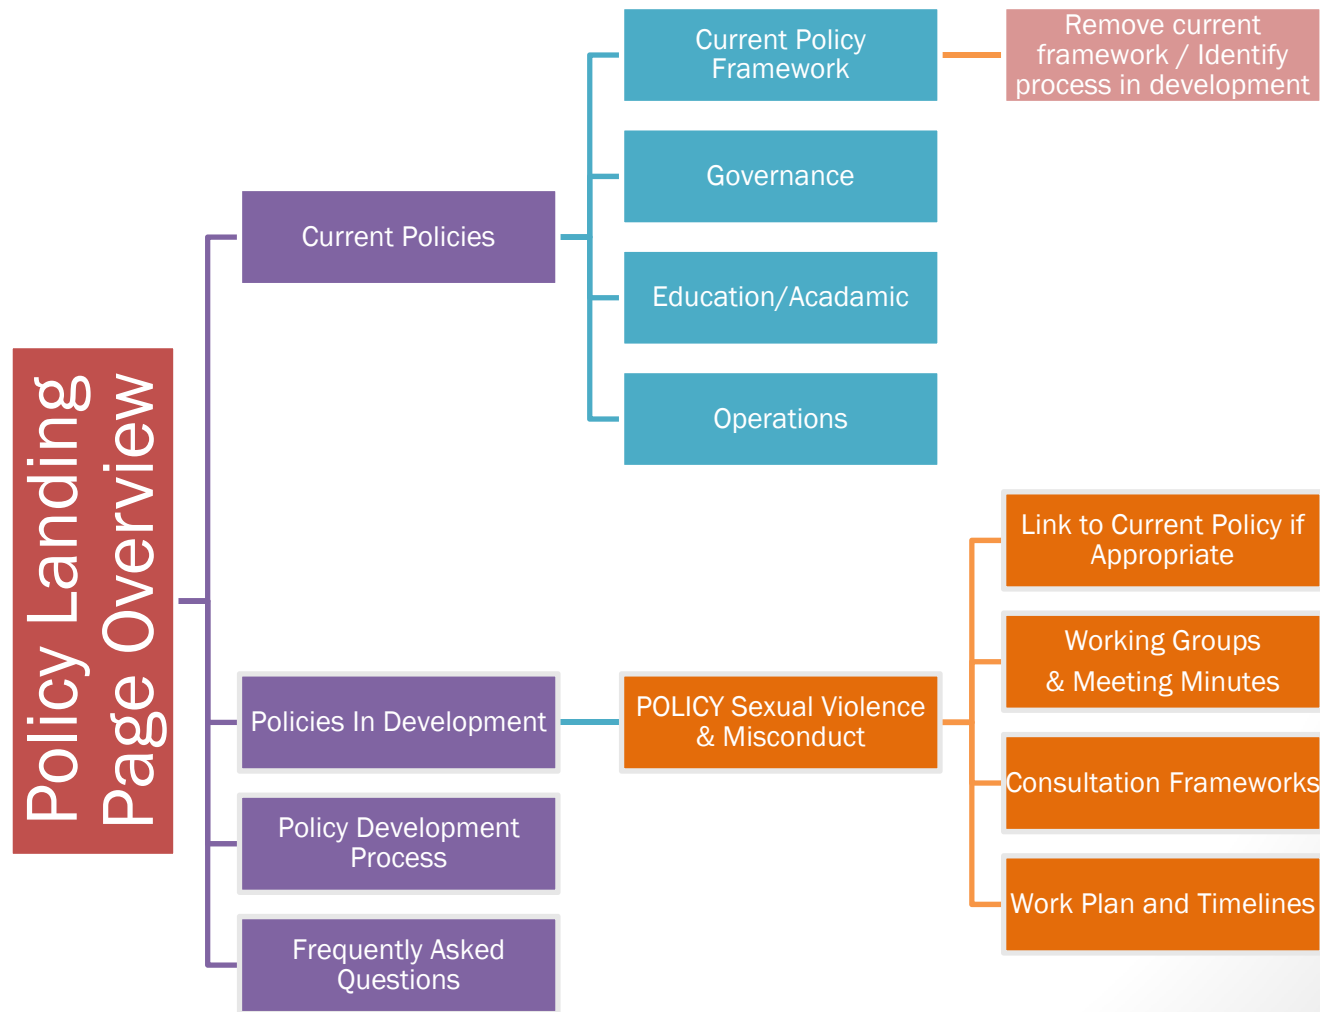 Policy Landing
Page Overview
Current Policies
Current Policy
Framework
Remove current
framework / Identify
process in development
Governance
Education/Acadamic
Operations
Policies In Development
POLICY Sexual Violence
& Misconduct
Link to Current Policy if
Appropriate
Working Groups
& Meeting Minutes
Consultation Frameworks
Work Plan and Timelines
Policy Development
Process
Frequently Asked
Questions